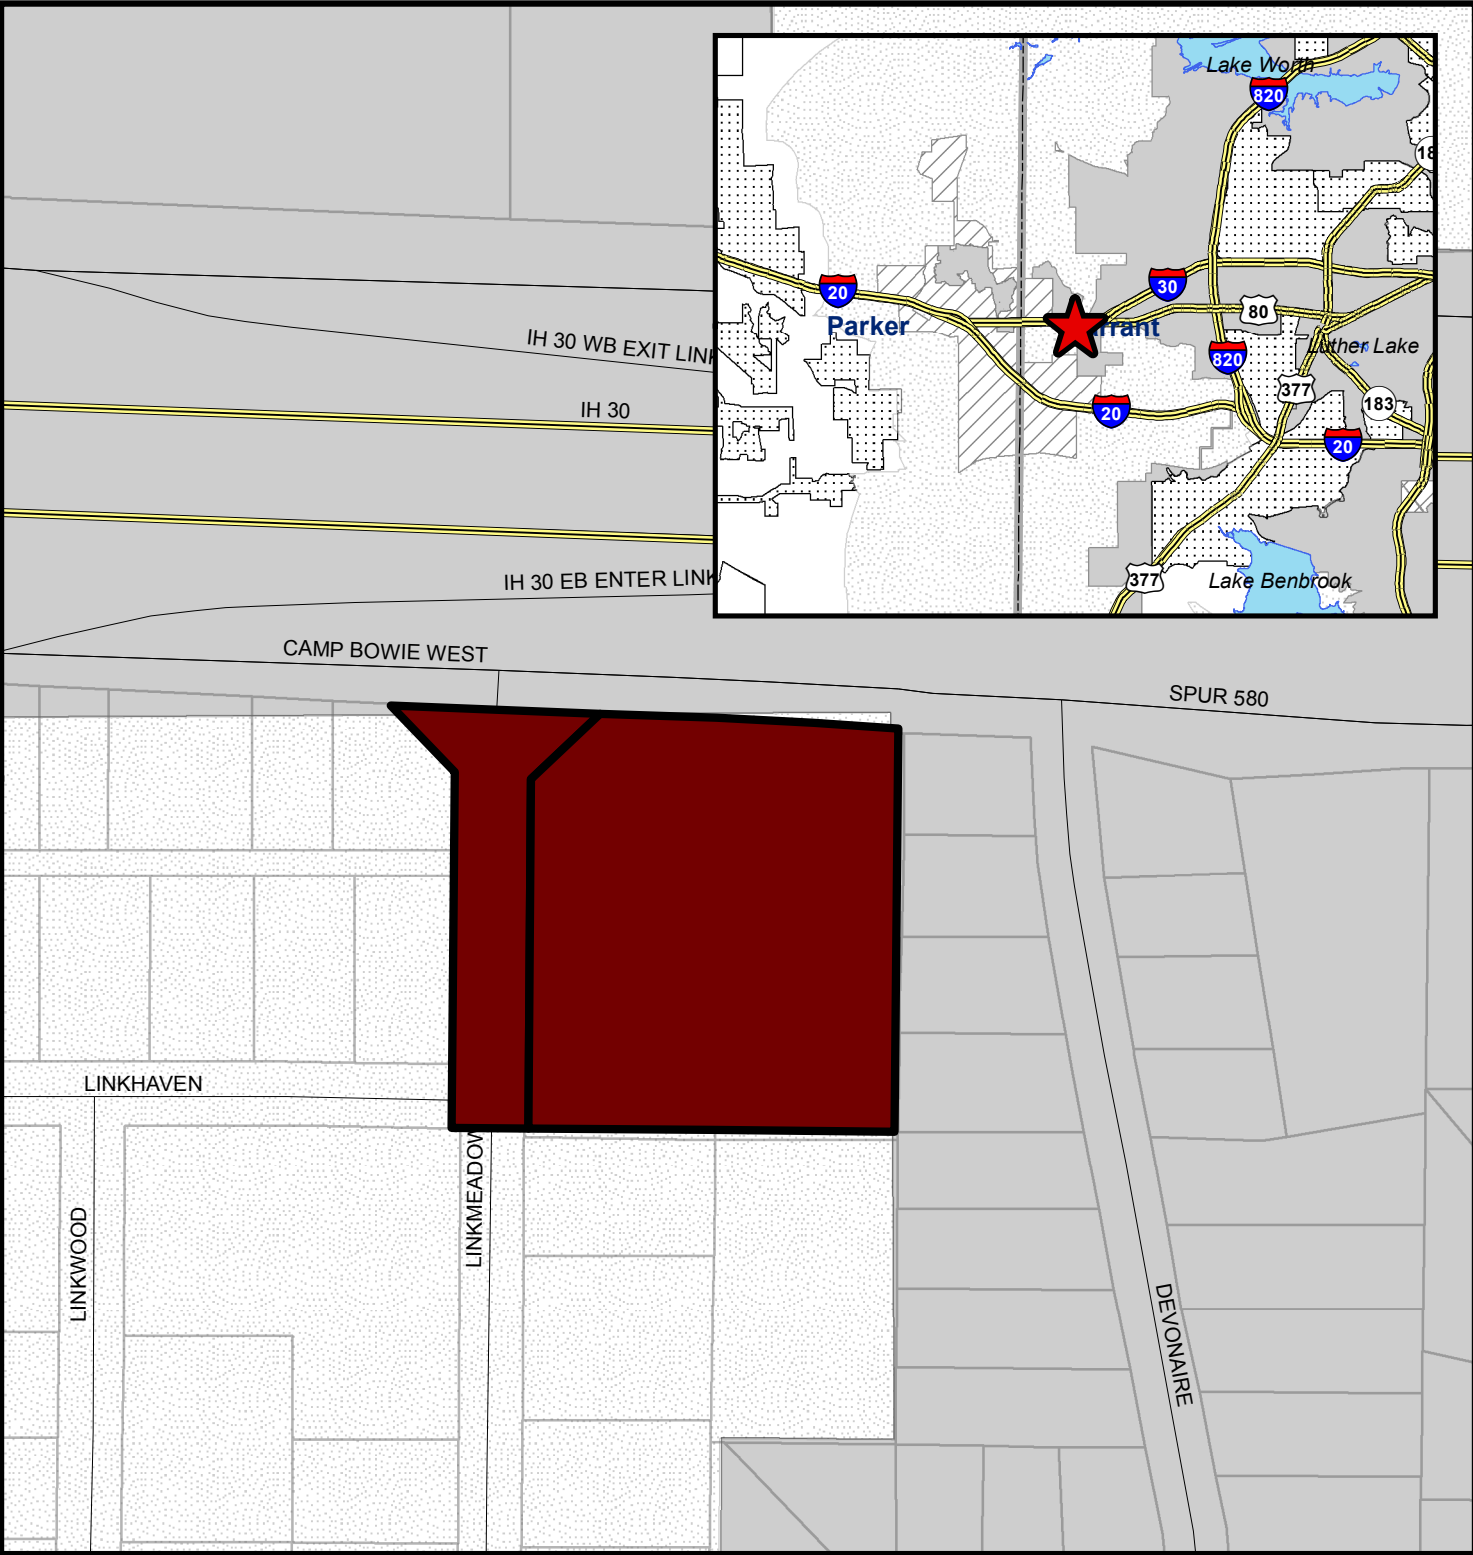 Lake Worth
820
18
20
30
Parker
rrant
80
Luther Lake
820
377
183
20
20
377
Lake Benbrook
IH 30 WB EXIT LINK
IH 30
IH 30 EB ENTER LINK
CAMP BOWIE WEST
SPUR 580
LINKHAVEN
LINKWOOD
LINKMEADOW
DEVONAIRE